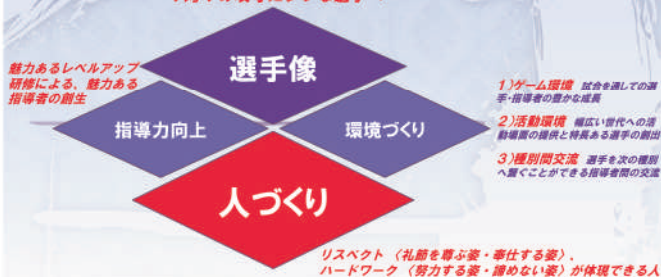 選手像
魅力あるレベルアップ
研修による、魅力ある
指導者の創生
指導力向上
環境づくり
1)ゲーム環境 試合を通しての選
手・指導者の豊かな成長
2)活動環境 幅広い世代への活
動場面の提供と特長ある選手の創出
3)種別間交流 選手を次の種別
へ繋ぐことができる指導者間の交流
人づくり
リスペクト〈礼節を尊ぶ姿・奉仕する姿〉、
ハードワーク〈努力する姿・諦めない姿〉が体現できる人